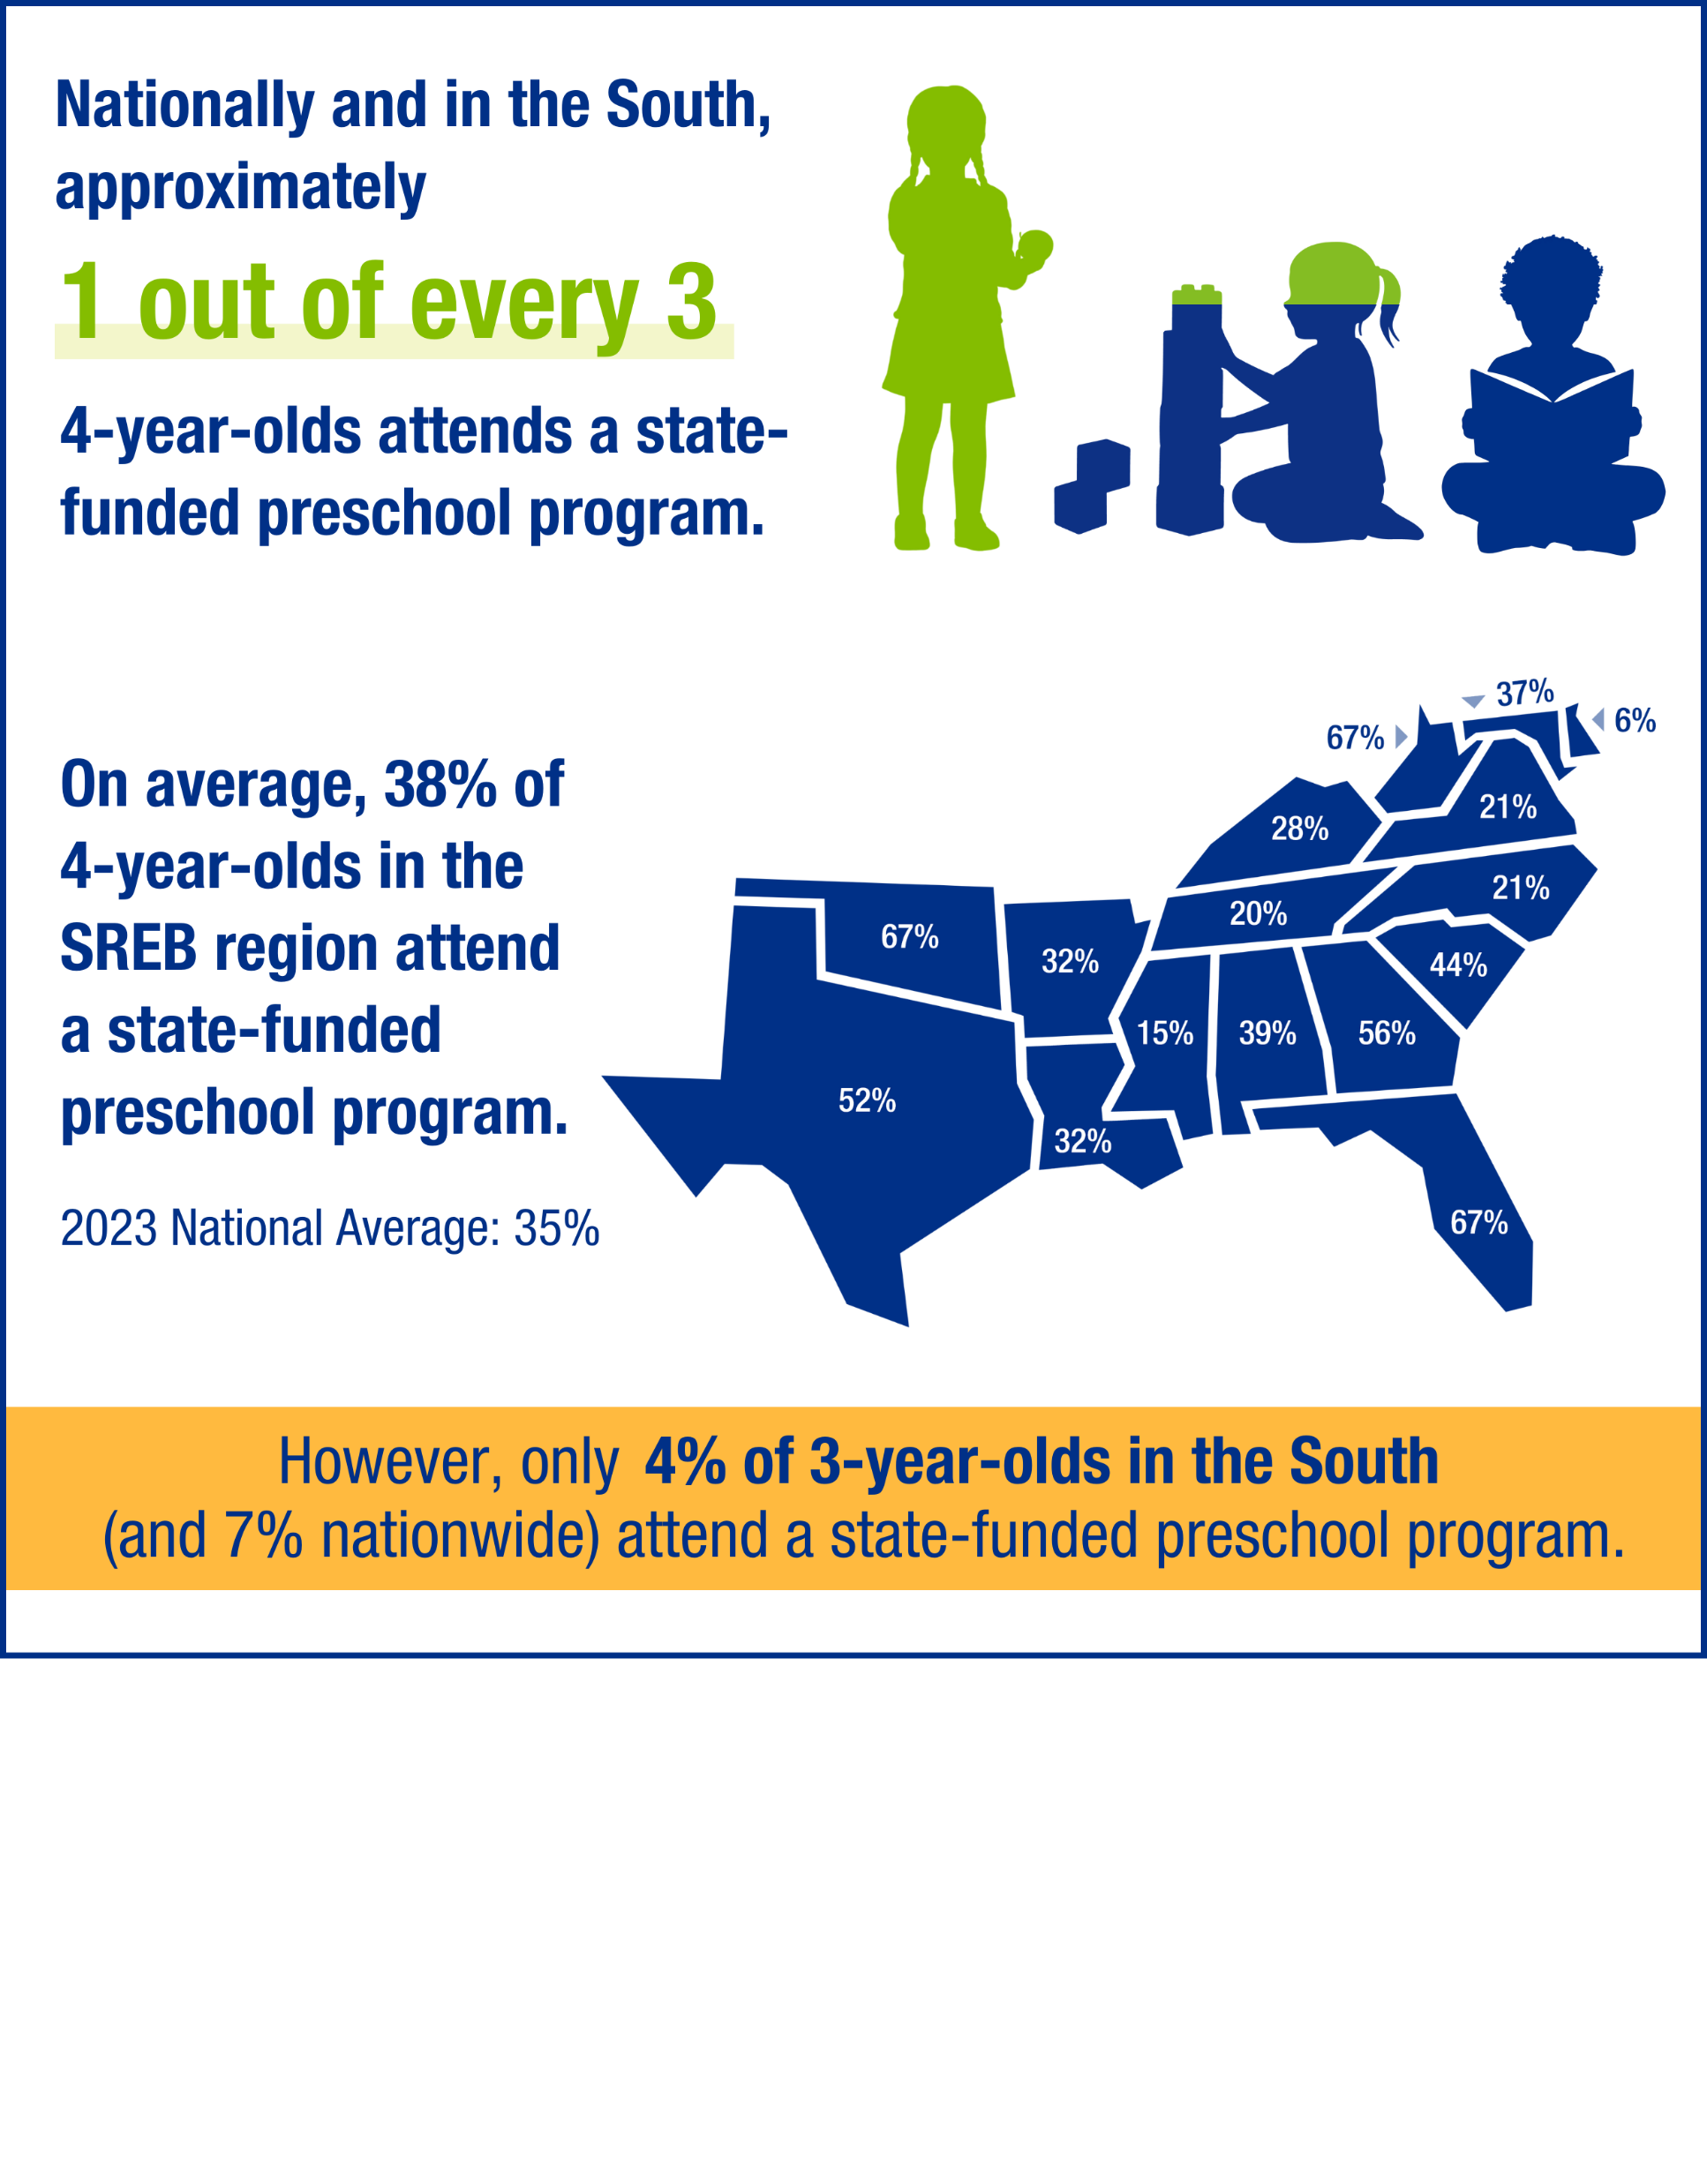 Nationally and in the South,
approximately
1 out of every 3
4-year-olds attends a state-
funded preschool program.
On average, 38% of
4-year-olds in the
SREB region attend
a state-funded
preschool program.
2023 National Average: 35%
37%
6%
67%
21%
28%
21%
20%
67%
32%
44%
15%
39%
56%
52%
32%
67%
However, only 4% of 3-year-olds in the South
(and 7% nationwide) attend a state-funded preschool program.